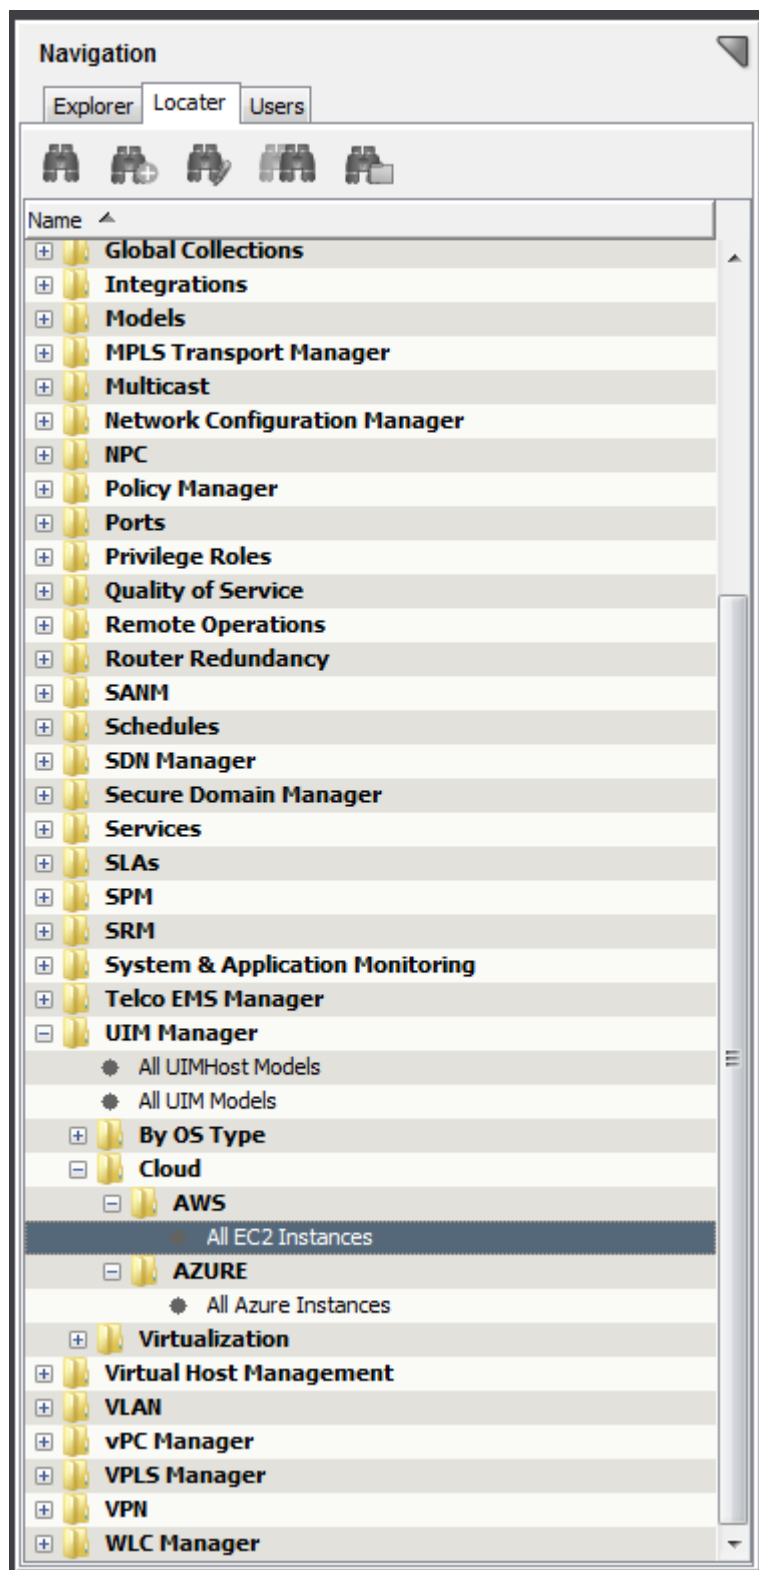 Navigation
Explorer Locater Users
Name
Global Collections
Integrations
Models
MPLS Transport Manager
Multicast
Network Configuration Manager
NPC
Policy Manager
Ports
Privilege Roles
Quality of Service
Remote Operations
Router Redundancy
SANM
Schedules
SDN Manager
Secure Domain Manager
Services
SLAs
SPM
SRM
System & Application Monitoring
Telco EMS Manager
UIM Manager
All UIMHost Models
All UIM Models
By OS Type
Cloud
AWS
All EC2 Instances
AZURE
All Azure Instances
Virtualization
Virtual Host Management
VLAN
vPC Manager
VPLS Manager
VPN
WLC Manager